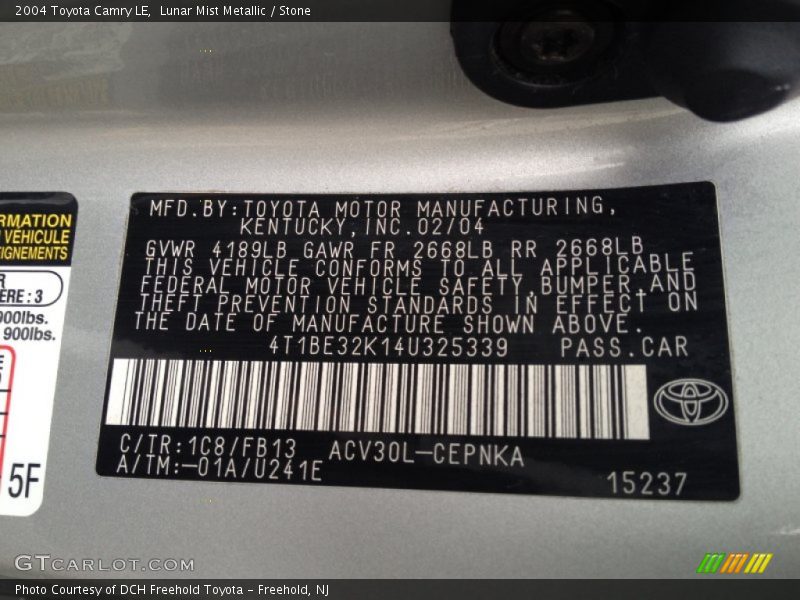 2004 Toyota Camry LE,  Lunar Mist Metallic / Stone
RMATION
VEHICULE
IGNEMENTS
ERE : 3
900lbs.
900lbs.
5F
MFD.BY:TOYOTA MOTOR MANUFACTURING,
KENTUCKY,INC.02/04
GVWR 4189LB GAWR FR 2668LB RR 2668LB
THIS VEHICLE CONFORMS TO ALL APPLICABLE
FEDERAL MOTOR VEHICLE SAFETY,BUMPER,AND
THEFT PREVENTION STANDARDS IN EFFECT ON
THE DATE OF MANUFACTURE SHOWN ABOVE.
4T1BE32K14U325339 PASS.CAR
C/TR:1C8/FB13 ACV30L-CEPNKA
A/TM:-01A/U241E
15237
GTCARLOT.COM
Photo Courtesy of DCH Freehold Toyota - Freehold, NJ